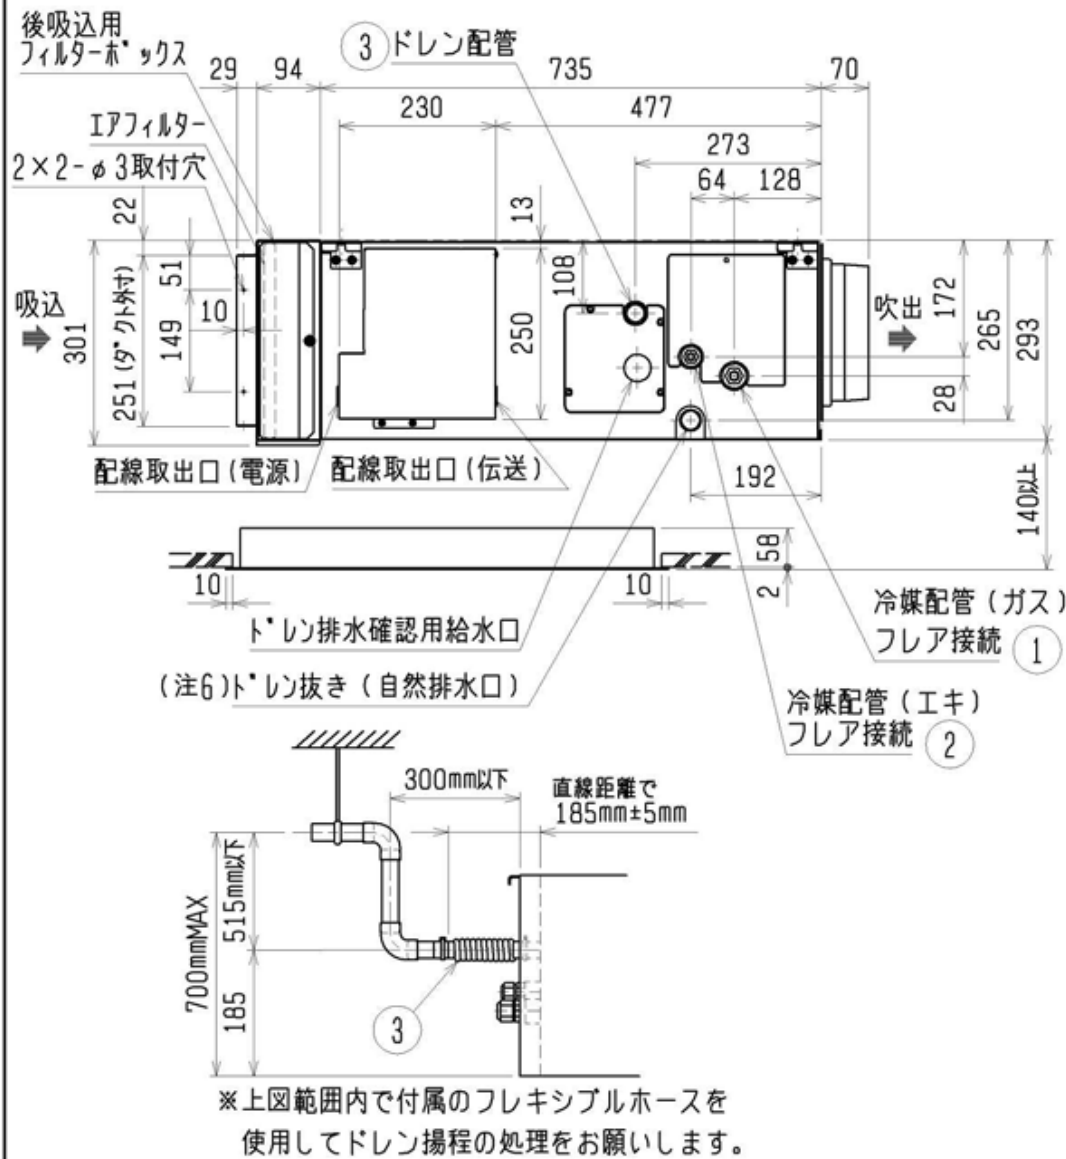 後吸込用
フィルターボックス
③ ドレン配管
29 94 735 70
230 477
エアフィルター
273
2×2-φ3取付穴
64 128
22
13
吸込
301
251(ダクト外寸)
51
149
10
108
250
吹出
172
265
293
28
配線取出口(電源)
配線取出口(伝送)
192
140以上
58
2
10
10
ドレン排水確認用給水口
冷媒配管(ガス)
フレア接続 ①
(注6)ドレン抜き(自然排水口)
冷媒配管(エキ)
フレア接続 ②
300mm以下
直線距離で
185mm±5mm
700mmMAX
515mm以下
185
③
※上図範囲内で付属のフレキシブルホースを
使用してドレン揚程の処理をお願いします。